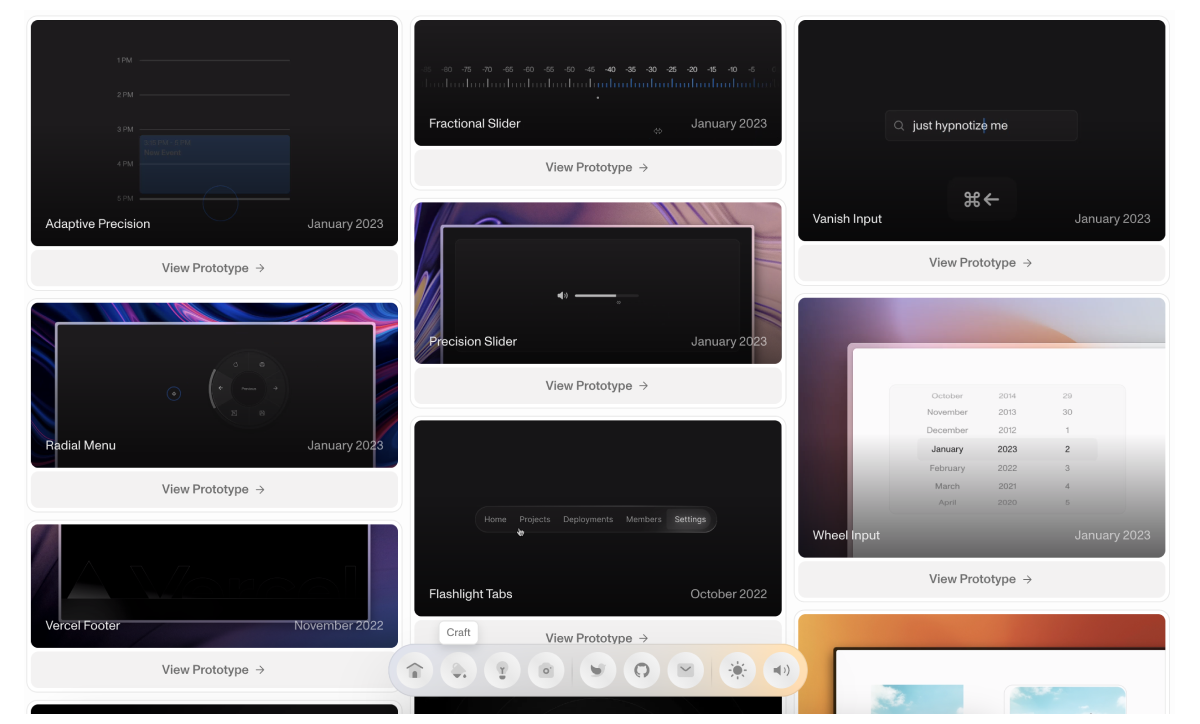 1 PM
2 PM
3 PM
New Event
4 PM
5 PM
Adaptive Precision January 2023
View Prototype →
Radial Menu January 2023
View Prototype →
Vercel
Vercel Footer November 2022
View Prototype →
-80 -75 -70 -65 -60 -55 -50 -45 -40 -35 -30 -25 -20 -15 -10 -5
Fractional Slider January 2023
View Prototype →
Precision Slider January 2023
View Prototype →
Home Projects Deployments Members Settings
Flashlight Tabs October 2022
View Prototype →
just hypnotize me
⌘←
Vanish Input January 2023
View Prototype →
October 2014 29
November 2013 30
December 2012 1
January 2023 2
February 2022 3
March 2021 4
April 2020 5
Wheel Input January 2023
View Prototype →
Craft